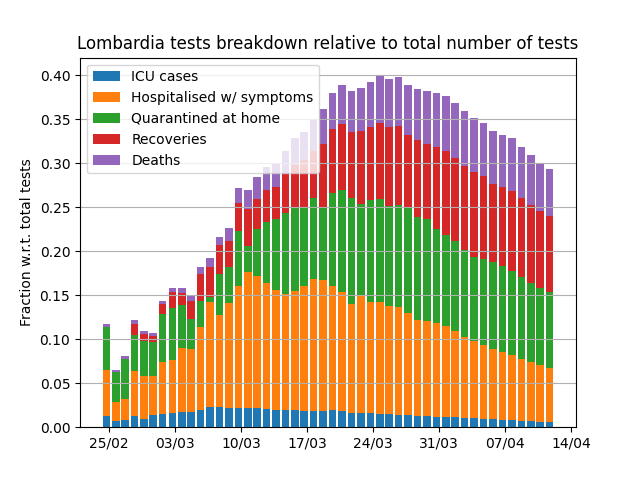 Lombardia tests breakdown relative to total number of tests
Fraction w.r.t. total tests
0.40
0.35
0.30
0.25
0.20
0.15
0.10
0.05
0.00
ICU cases
Hospitalised w/ symptoms
Quarantined at home
Recoveries
Deaths
25/02 03/03 10/03 17/03 24/03 31/03 07/04 14/04